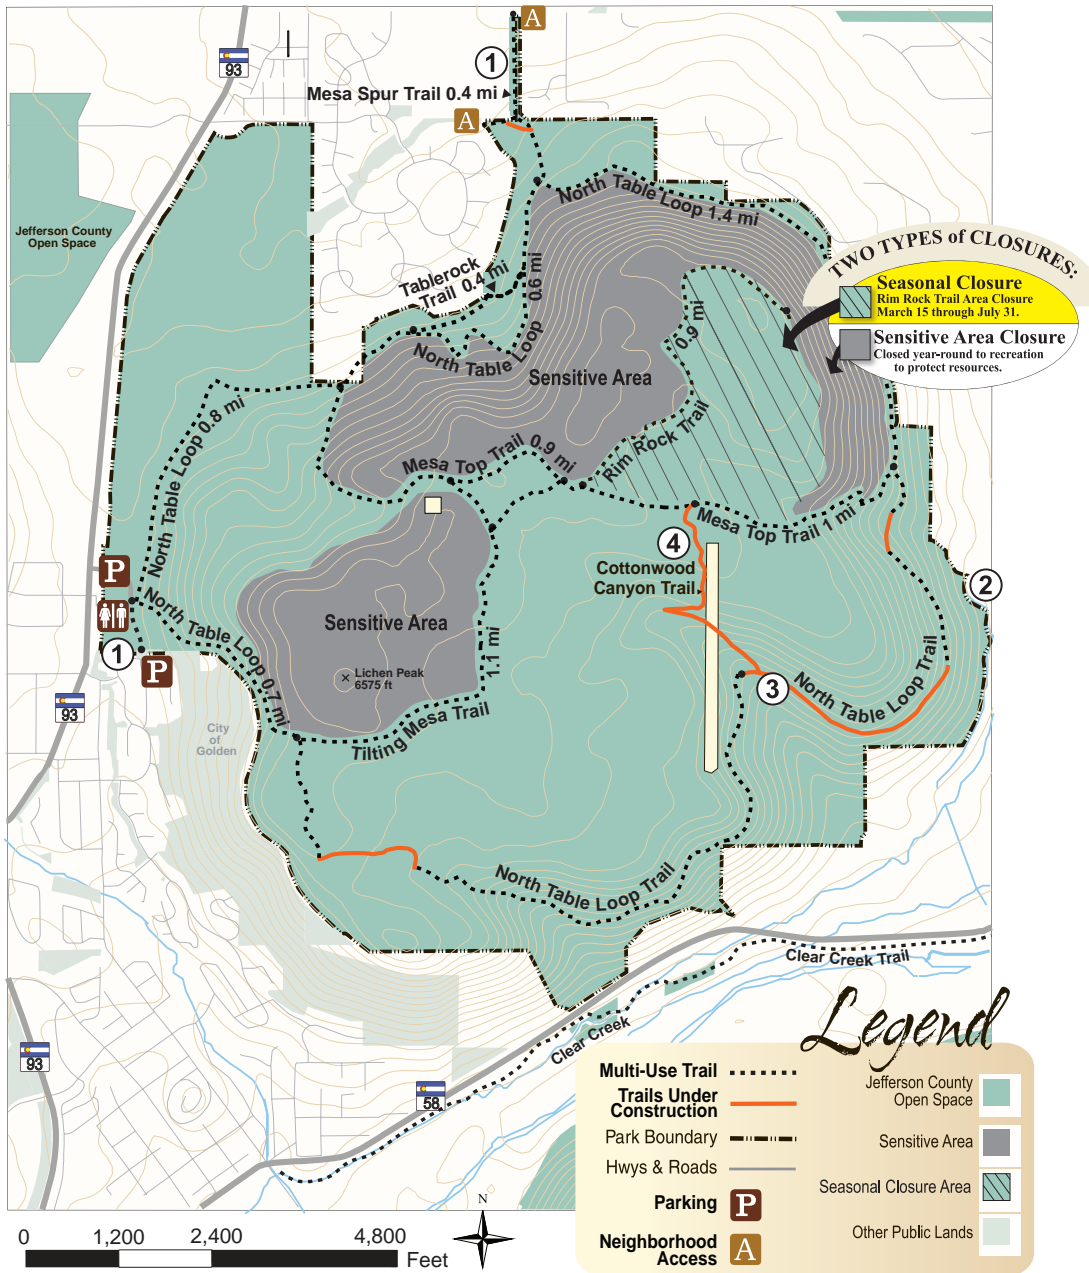 A
93
1
Mesa Spur Trail 0.4 mi
A
North Table Loop 1.4 mi
Jefferson County
Open Space
TWO TYPES of CLOSURES:
Seasonal Closure
Rim Rock Trail Area Closure
March 15 through July 31.
Sensitive Area Closure
Closed year-round to recreation
to protect resources.
Tablerock
Trail 0.4 mi
0.6 mi
North Table Loop
0.9 mi
Sensitive Area
North Table Loop 0.8 mi
Rim Rock Trail
Mesa Top Trail 0.9 mi
Mesa Top Trail 1 mi
4
Cottonwood
Canyon Trail
P
2
North Table Loop 0.7 mi
Sensitive Area
1
P
1.1 mi
Lichen Peak
6575 ft
3
North Table Loop Trail
93
Tilting Mesa Trail
City
of
Golden
North Table Loop Trail
Clear Creek Trail
Clear Creek
93
58
Legend
Multi-Use Trail
Trails Under
Construction
Park Boundary
Hwys & Roads
Parking
P
Neighborhood
Access
A
Jefferson County
Open Space
Sensitive Area
Seasonal Closure Area
Other Public Lands
N
0 1,200 2,400 4,800
Feet